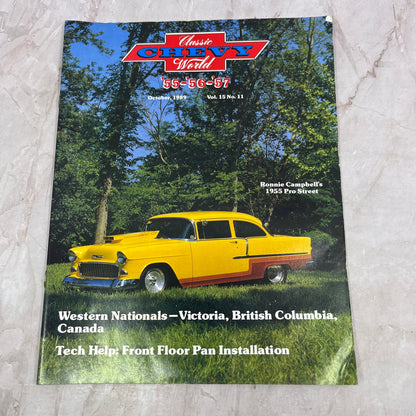 Classic
CHEVY
World
'55-'56-'57
October, 1989 Vol. 15 No. 11
Ronnie Campbell's
1955 Pro Street
Western Nationals—Victoria, British Columbia,
Canada
Tech Help: Front Floor Pan Installation